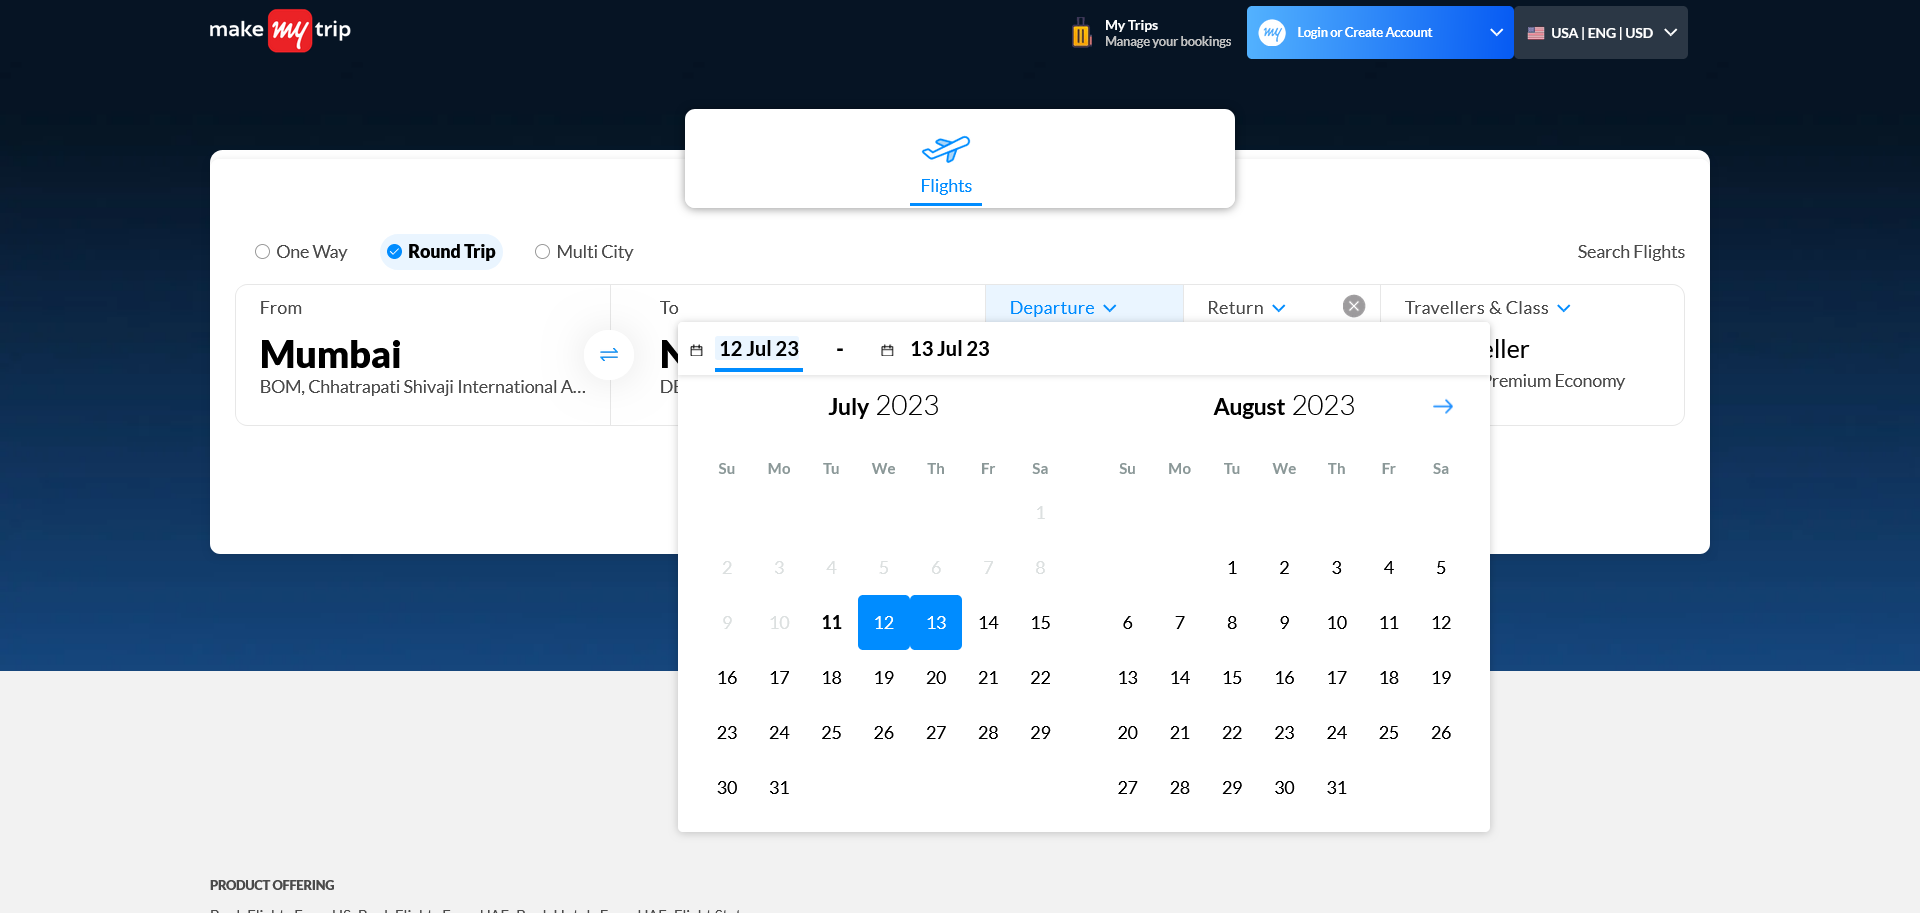 make my trip
My Trips
Manage your bookings
my Login or Create Account
USA | ENG | USD
Flights
One Way Round Trip Multi City Search Flights
From To Departure Return Travellers & Class
Mumbai
BOM, Chhatrapati Shivaji International A...
eller
Premium Economy
12 Jul 23 - 13 Jul 23
July 2023 August 2023
Su Mo Tu We Th Fr Sa Su Mo Tu We Th Fr Sa
1
2 3 4 5 6 7 8 1 2 3 4 5
9 10 11 12 13 14 15 6 7 8 9 10 11 12
16 17 18 19 20 21 22 13 14 15 16 17 18 19
23 24 25 26 27 28 29 20 21 22 23 24 25 26
30 31 27 28 29 30 31
PRODUCT OFFERING